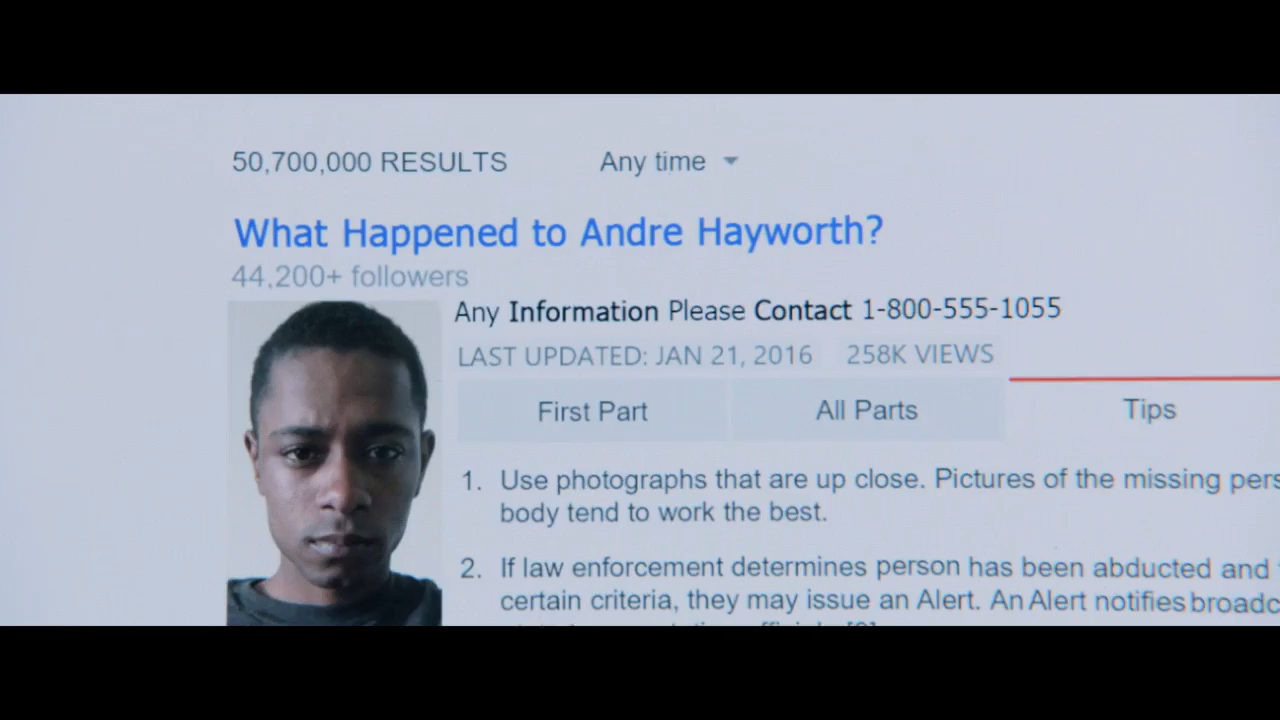 50,700,000 RESULTS Any time
What Happened to Andre Hayworth?
44,200+ followers
Any Information Please Contact 1-800-555-1055
LAST UPDATED: JAN 21, 2016 258K VIEWS
First Part All Parts Tips
1. Use photographs that are up close. Pictures of the missing pers
body tend to work the best.
2. If law enforcement determines person has been abducted and
certain criteria, they may issue an Alert. An Alert notifies broadc